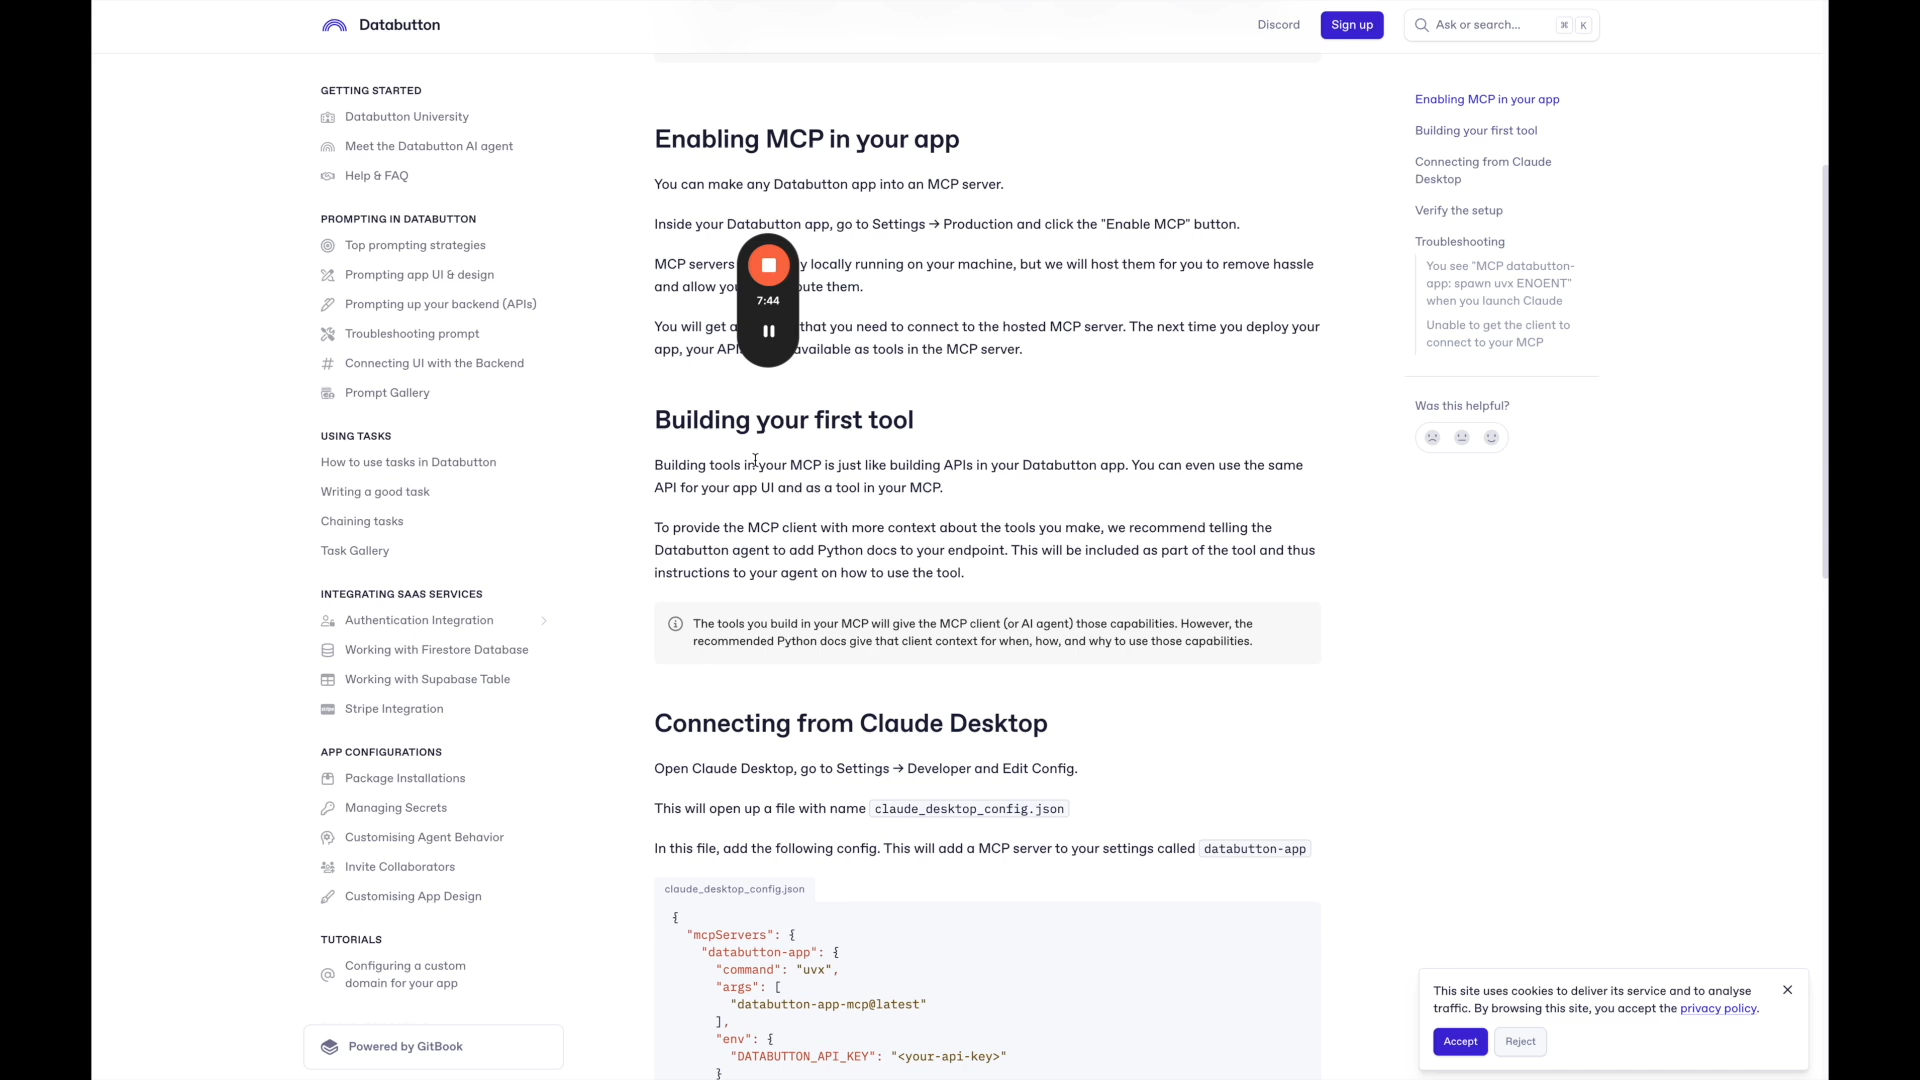 Databutton
Discord
Sign up
Ask or search...
⌘ K
GETTING STARTED
Databutton University
Meet the Databutton AI agent
Help & FAQ
PROMPTING IN DATABUTTON
Top prompting strategies
Prompting app UI & design
Prompting up your backend (APIs)
Troubleshooting prompt
Connecting UI with the Backend
Prompt Gallery
USING TASKS
How to use tasks in Databutton
Writing a good task
Chaining tasks
Task Gallery
INTEGRATING SAAS SERVICES
Authentication Integration
Working with Firestore Database
Working with Supabase Table
Stripe Integration
APP CONFIGURATIONS
Package Installations
Managing Secrets
Customising Agent Behavior
Invite Collaborators
Customising App Design
TUTORIALS
Configuring a custom
domain for your app
Powered by GitBook
Enabling MCP in your app
You can make any Databutton app into an MCP server.
Inside your Databutton app, go to Settings → Production and click the "Enable MCP" button.
MCP servers y locally running on your machine, but we will host them for you to remove hassle
and allow you bute them.
You will get a that you need to connect to the hosted MCP server. The next time you deploy your
app, your API available as tools in the MCP server.
7:44
Building your first tool
Building tools in your MCP is just like building APIs in your Databutton app. You can even use the same
API for your app UI and as a tool in your MCP.
To provide the MCP client with more context about the tools you make, we recommend telling the
Databutton agent to add Python docs to your endpoint. This will be included as part of the tool and thus
instructions to your agent on how to use the tool.
The tools you build in your MCP will give the MCP client (or AI agent) those capabilities. However, the
recommended Python docs give that client context for when, how, and why to use those capabilities.
Connecting from Claude Desktop
Open Claude Desktop, go to Settings → Developer and Edit Config.
This will open up a file with name claude_desktop_config.json
In this file, add the following config. This will add a MCP server to your settings called databutton-app
claude_desktop_config.json
{
"mcpServers": {
"databutton-app": {
"command": "uvx",
"args": [
"databutton-app-mcp@latest"
],
"env": {
"DATABUTTON_API_KEY": "<your-api-key>"
}
Enabling MCP in your app
Building your first tool
Connecting from Claude
Desktop
Verify the setup
Troubleshooting
You see "MCP databutton-
app: spawn uvx ENOENT"
when you launch Claude
Unable to get the client to
connect to your MCP
Was this helpful?
This site uses cookies to deliver its service and to analyse
traffic. By browsing this site, you accept the privacy policy.
Accept
Reject